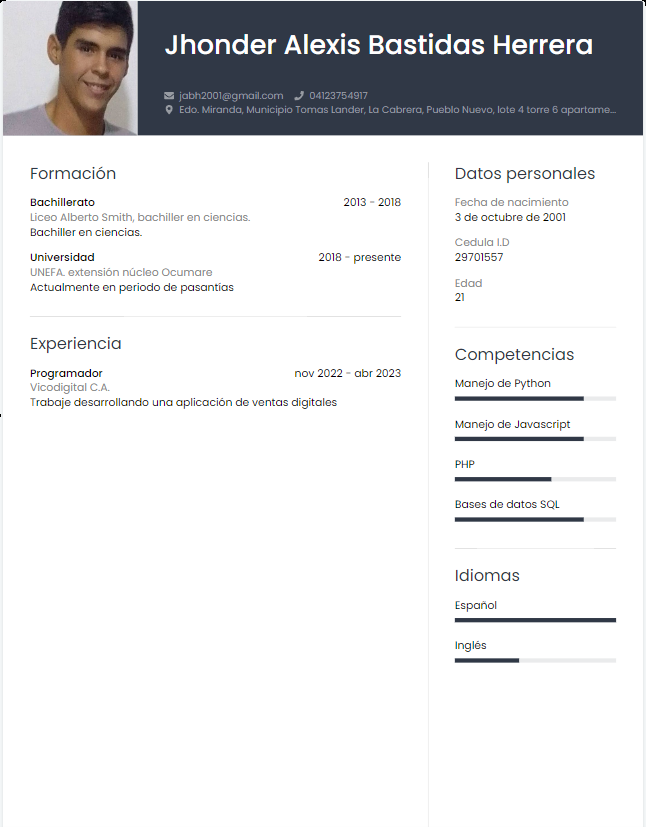 Jhonder Alexis Bastidas Herrera
jabh2001@gmail.com 04123754917
Edo. Miranda, Municipio Tomas Lander, La Cabrera, Pueblo Nuevo, lote 4 torre 6 apartame...
Formación
Bachillerato 2013 - 2018
Liceo Alberto Smith, bachiller en ciencias.
Bachiller en ciencias.
Universidad 2018 - presente
UNEFA. extensión núcleo Ocumare
Actualmente en periodo de pasantias
Experiencia
Programador nov 2022 - abr 2023
Vicodigital C.A.
Trabaje desarrollando una aplicación de ventas digitales
Datos personales
Fecha de nacimiento
3 de octubre de 2001
Cedula I.D
29701557
Edad
21
Competencias
Manejo de Python
Manejo de Javascript
PHP
Bases de datos SQL
Idiomas
Español
Inglés